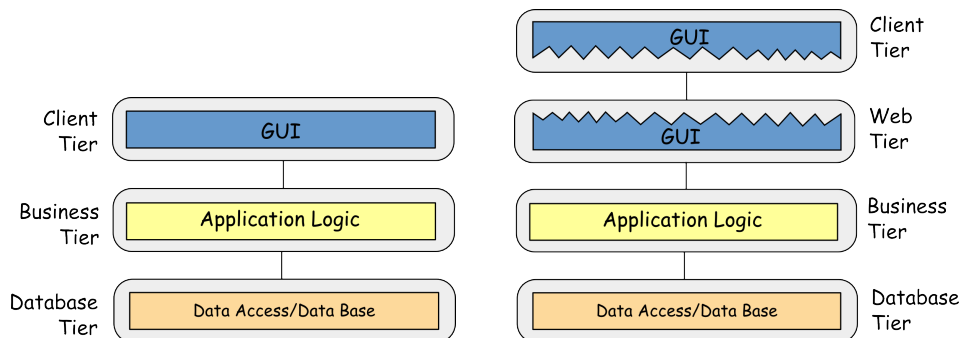 Client
Tier
GUI
Business
Tier
Application Logic
Database
Tier
Data Access/Data Base
GUI
Client
Tier
GUI
Web
Tier
Application Logic
Business
Tier
Data Access/Data Base
Database
Tier